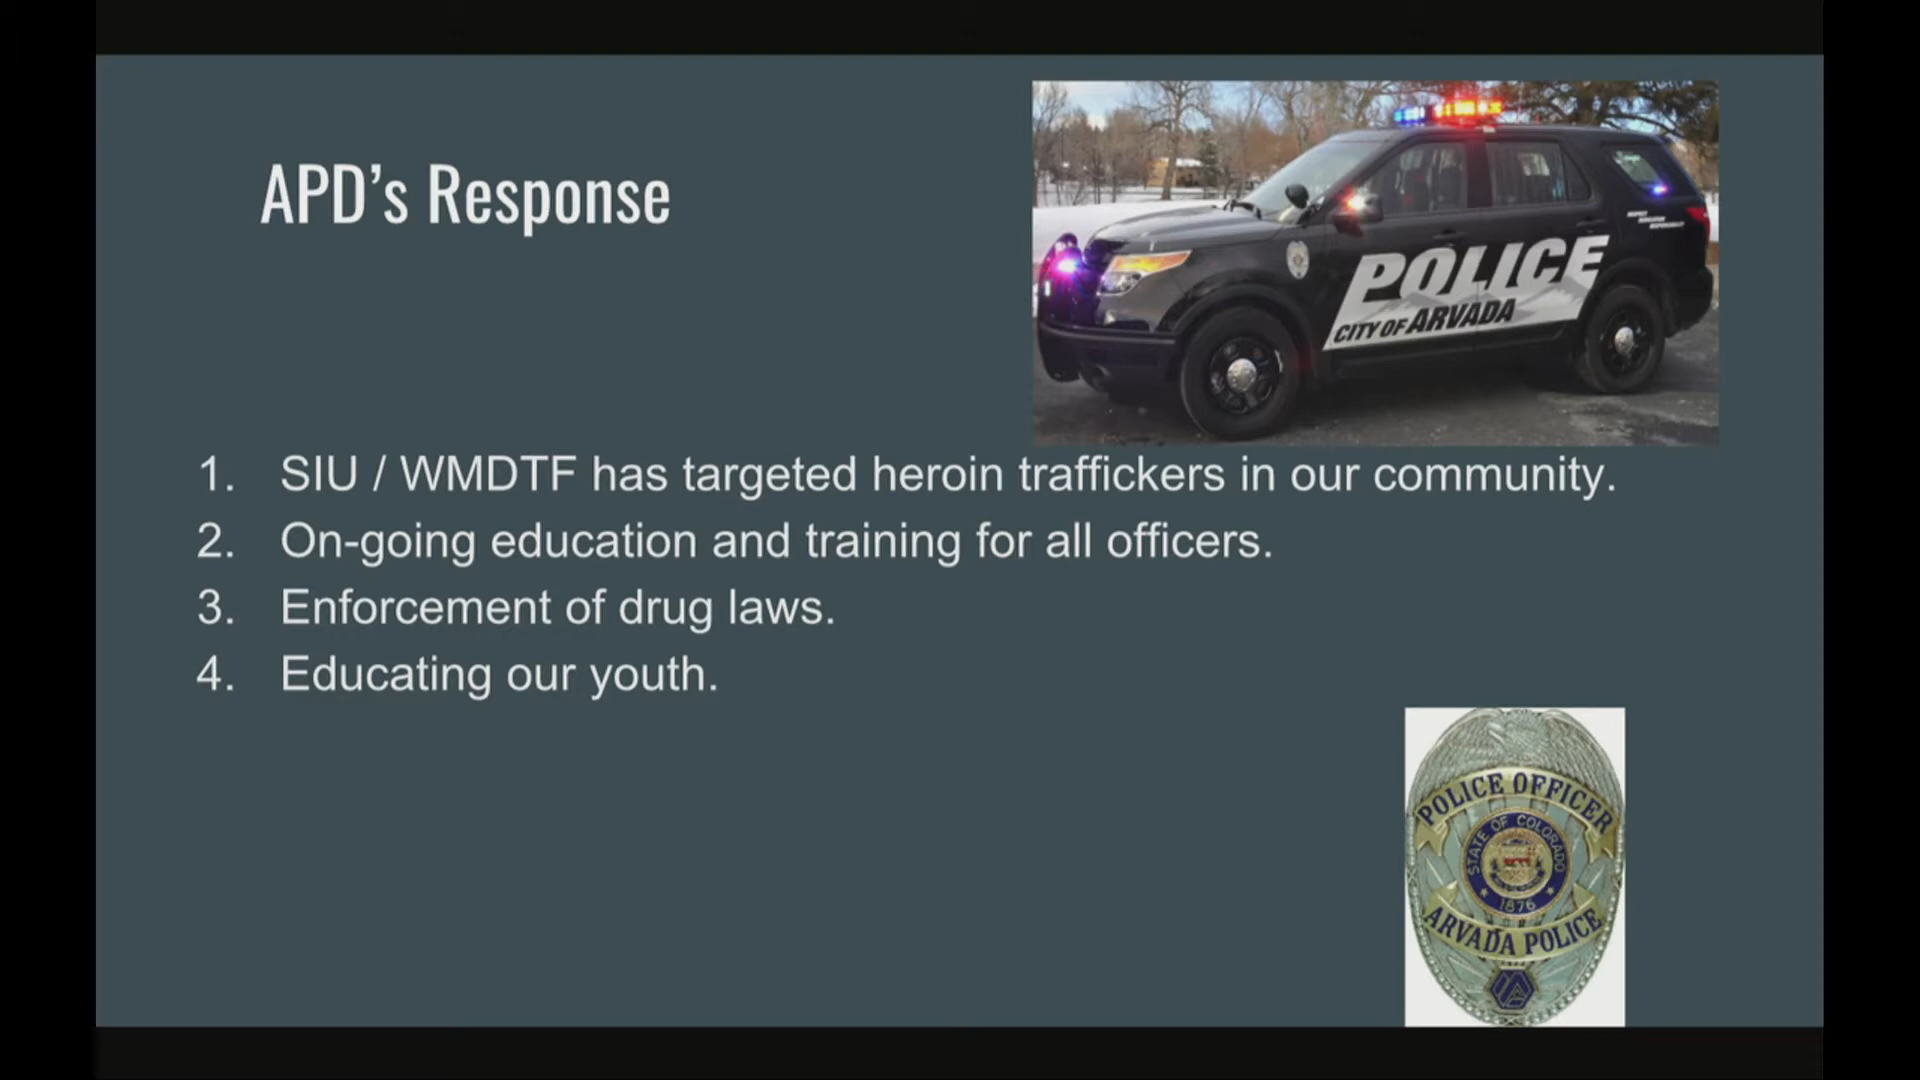 APD’s Response
POLICE
CITY OF ARVADA
1. SIU / WMDTF has targeted heroin traffickers in our community.
2. On-going education and training for all officers.
3. Enforcement of drug laws.
4. Educating our youth.
POLICE OFFICER
STATE OF COLORADO
1876
ARVADA POLICE